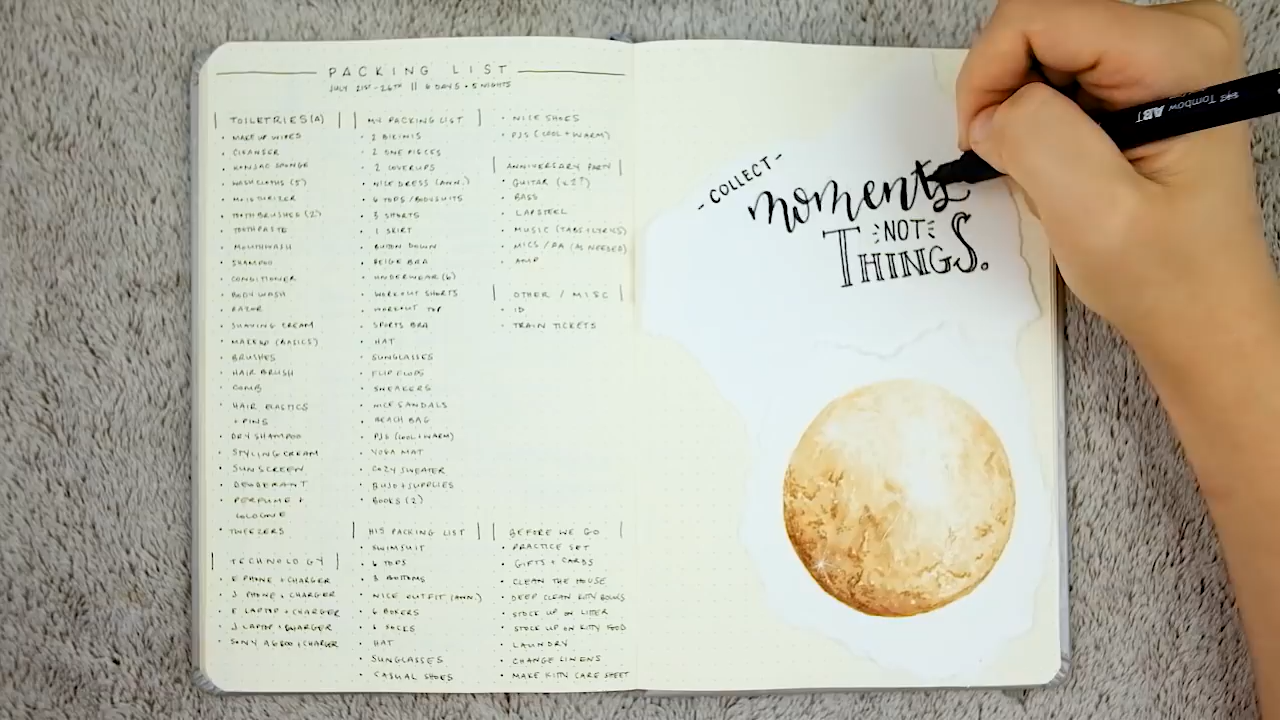 PACKING LIST
JULY 21ST - 26TH || 6 DAYS • 5 NIGHTS
TOILETRIES (A)
• MAKE UP WIPES
• CLEANSER
• KONJAC SPONGE
• WASHCLOTHS (5)
• MOISTURIZER
• TOOTHBRUSHES (2)
• TOOTHPASTE
• MOUTHWASH
• SHAMPOO
• CONDITIONER
• BODY WASH
• RAZOR
• SHAVING CREAM
• MAKEUP (BASICS)
• BRUSHES
• HAIR BRUSH
• COMB
• HAIR ELASTICS
+ PINS
• DRY SHAMPOO
• STYLING CREAM
• SUNSCREEN
• DEODERANT
• PERFUME +
COLOGNE
• TWEEZERS
TECHNOLOGY
• E PHONE + CHARGER
• J PHONE + CHARGER
• E LAPTOP + CHARGER
• J LAPTOP + CHARGER
• SONY A6000 + CHARGER
MY PACKING LIST
• 2 BIKINIS
• 2 ONE PIECES
• 2 COVERUPS
• NICE DRESS (ANN.)
• 6 TOPS/BODYSUITS
• 3 SHORTS
• 1 SKIRT
• BUTTON DOWN
• BEIGE BRA
• UNDERWEAR (6)
• WORKOUT SHORTS
• WORKOUT TOP
• SPORTS BRA
• HAT
• SUNGLASSES
• FLIP FLOPS
• SNEAKERS
• NICE SANDALS
• BEACH BAG
• PJS (COOL + WARM)
• YOGA MAT
• COZY SWEATER
• BUJO + SUPPLIES
• BOOKS (2)
HIS PACKING LIST
• SWIMSUIT
• 6 TOPS
• 3 BOTTOMS
• NICE OUTFIT (ANN.)
• 6 BOXERS
• 6 SOCKS
• HAT
• SUNGLASSES
• CASUAL SHOES
• NICE SHOES
• PJS (COOL + WARM)
ANNIVERSARY PARTY
• GUITAR (x2?)
• BASS
• LAPSTEEL
• MUSIC (TABS + LYRICS)
• MICS / PA (AS NEEDED)
• AMP
OTHER / MISC
• ID
• TRAIN TICKETS
BEFORE WE GO
• PRACTICE SET
• GIFTS + CARDS
• CLEAN THE HOUSE
• DEEP CLEAN KITTY BOWLS
• STOCK UP ON LITTER
• STOCK UP ON KITTY FOOD
• LAUNDRY
• CHANGE LINENS
• MAKE KITTY CARE SHEET
- COLLECT -
moments
NOT
THINGS.
Tombow ABT